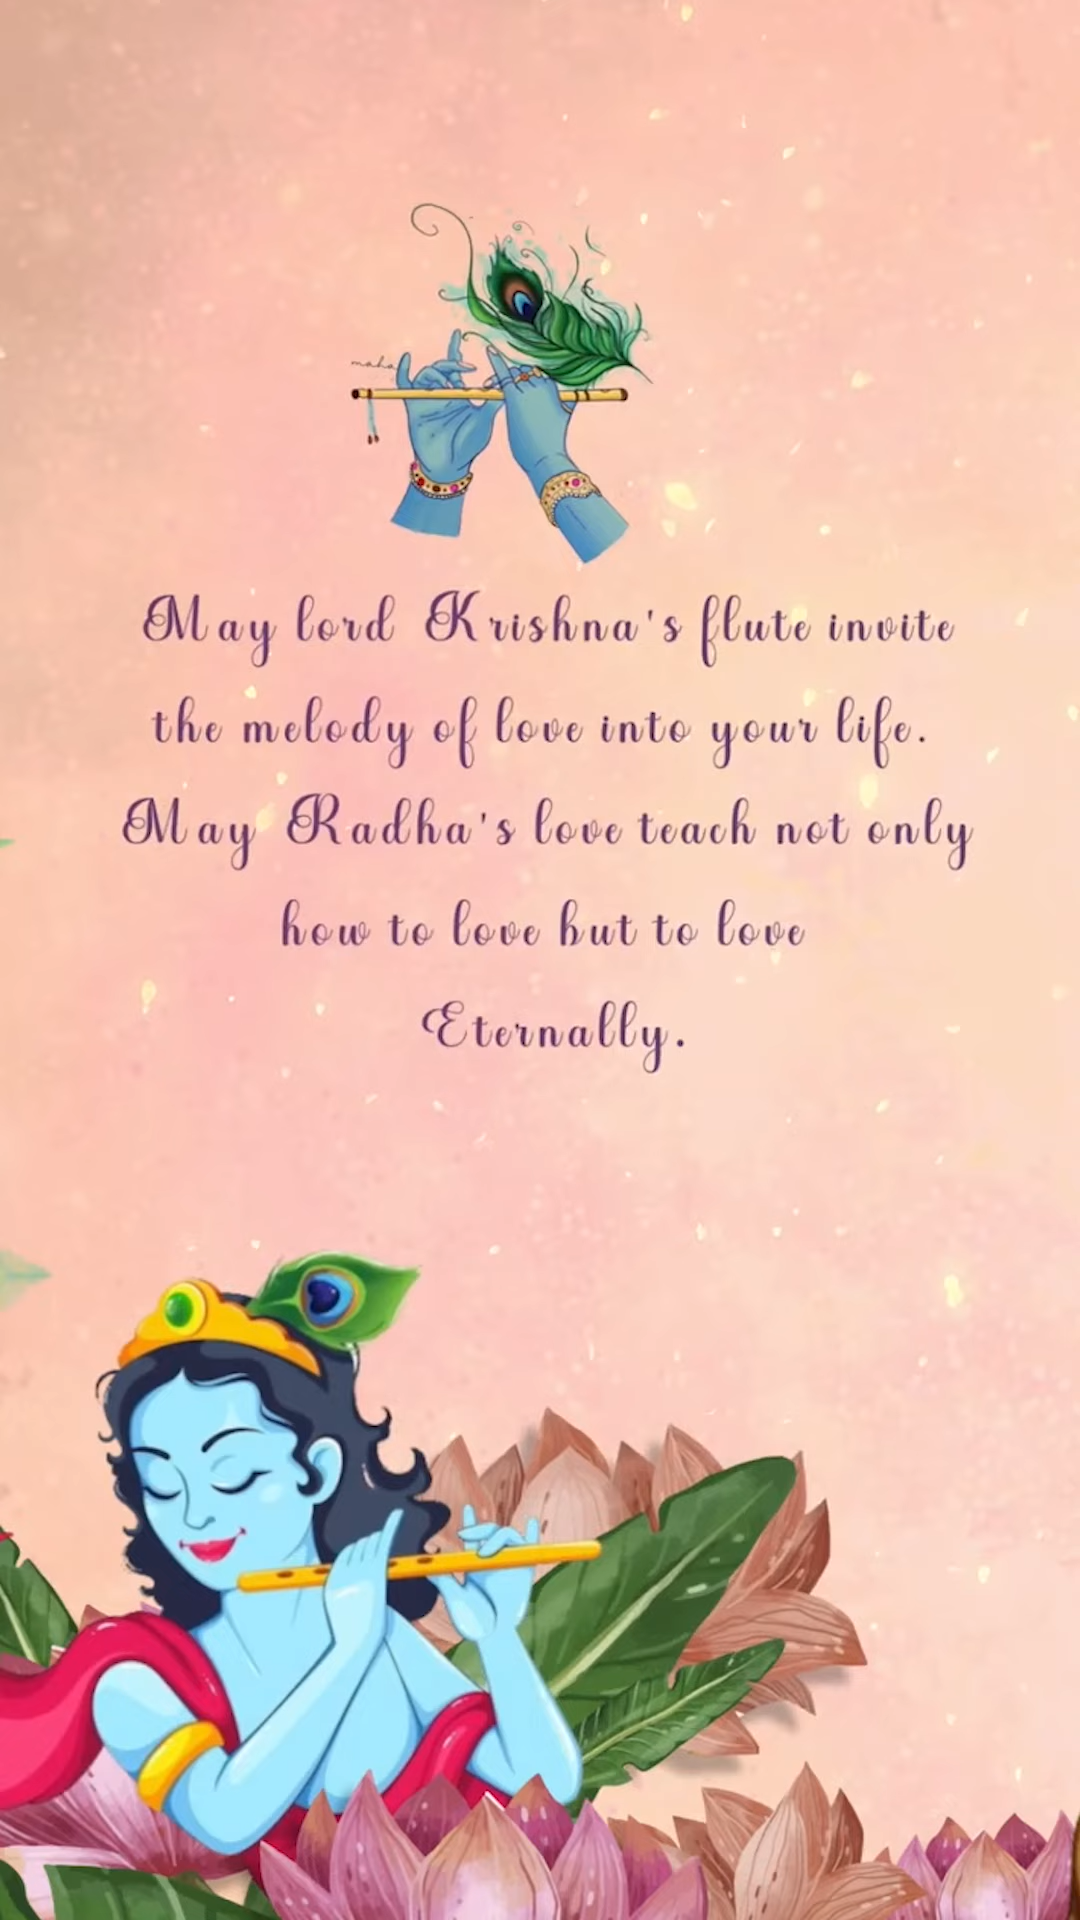 maha
May lord Krishna's flute invite
the melody of love into your life.
May Radha's love teach not only
how to love but to love
Eternally.